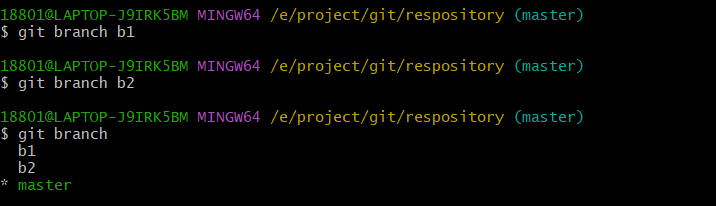 18801@LAPTOP-J9IRK5BM MINGW64 /e/project/git/respository (master)
$ git branch b1
18801@LAPTOP-J9IRK5BM MINGW64 /e/project/git/respository (master)
$ git branch b2
18801@LAPTOP-J9IRK5BM MINGW64 /e/project/git/respository (master)
$ git branch
b1
b2
* master